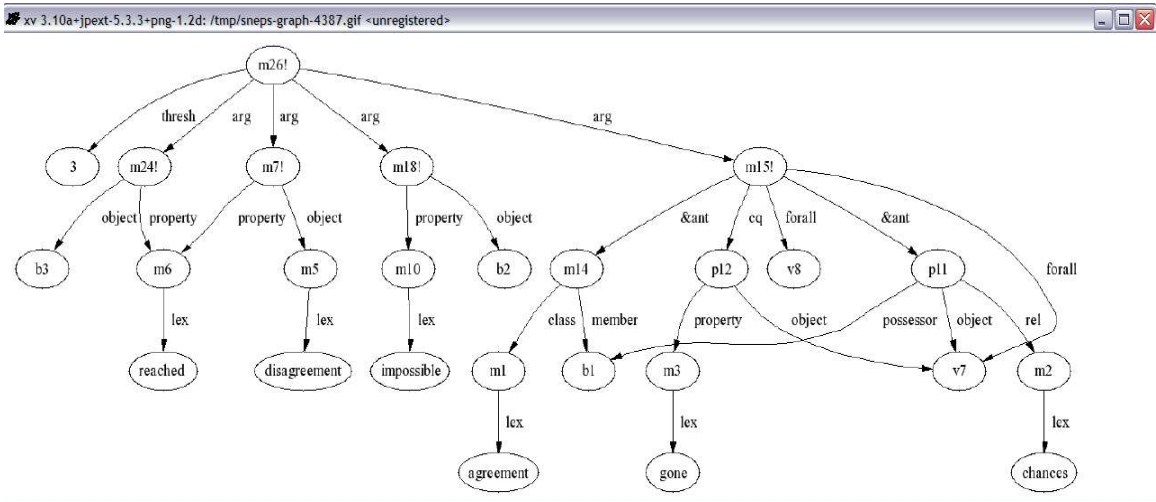 xv 3.10a+jpext-5.3.3+png-1.2d: /tmp/sneps-graph-4387.gif <unregistered>
m26!
thresh arg arg arg arg
3 m24! m7! m18! m15!
object property property object property object &ant cq forall &ant forall
b3 m6 m5 m10 b2 m14 p12 v8 p11
lex lex lex class member property object possessor object rel
reached disagreement impossible m1 b1 m3 v7 m2
lex lex lex
agreement gone chances